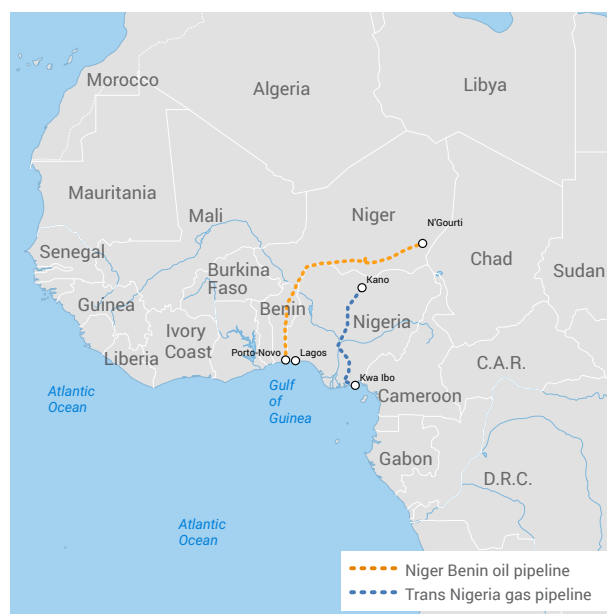 Morocco
Algeria
Libya
Mauritania
Mali
Niger
N'Gourti
Senegal
Chad
Sudan
Burkina
Faso
Kano
Guinea
Benin
Nigeria
Ivory
Coast
Liberia
Porto-Novo
Lagos
C.A.R.
Kwa Ibo
Atlantic
Ocean
Gulf
of
Guinea
Cameroon
Gabon
D.R.C.
Atlantic
Ocean
Niger Benin oil pipeline
Trans Nigeria gas pipeline